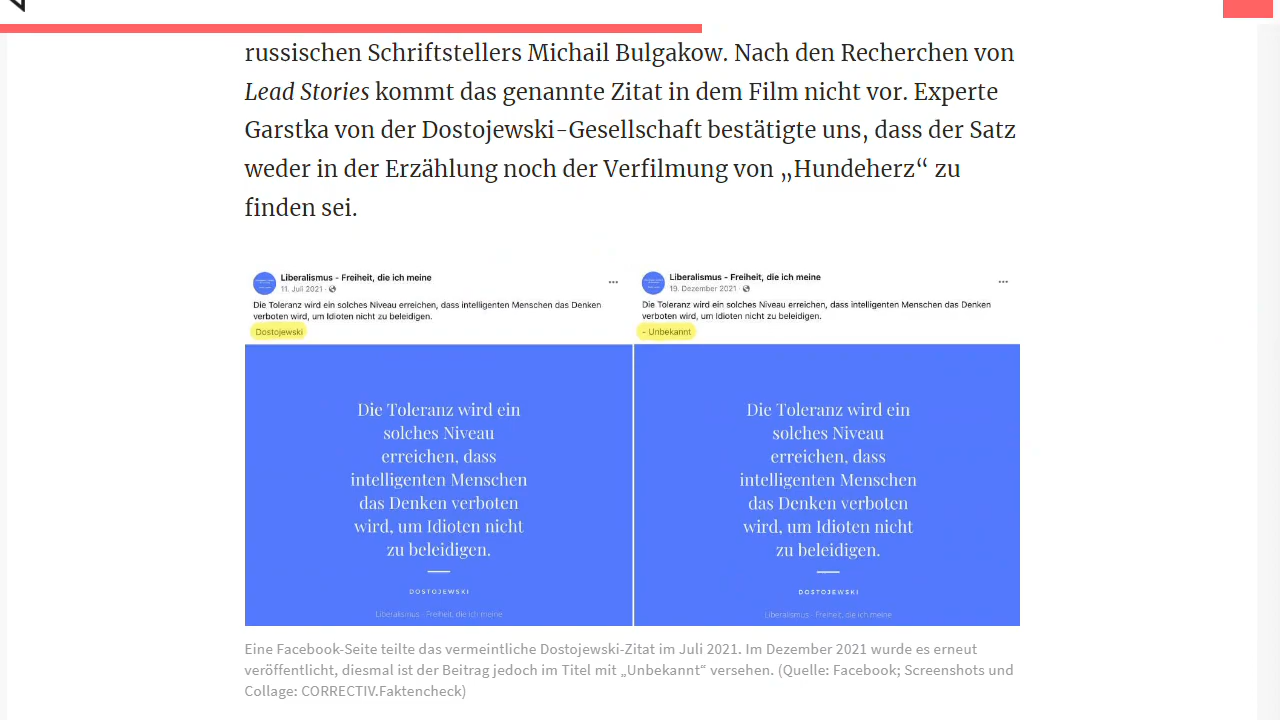 russischen Schriftstellers Michail Bulgakow. Nach den Recherchen von
Lead Stories kommt das genannte Zitat in dem Film nicht vor. Experte
Garstka von der Dostojewski-Gesellschaft bestätigte uns, dass der Satz
weder in der Erzählung noch der Verfilmung von „Hundeherz“ zu
finden sei.
Liberalismus - Freiheit, die ich meine
11. Juli 2021 ·
Die Toleranz wird ein solches Niveau erreichen, dass intelligenten Menschen das Denken
verboten wird, um Idioten nicht zu beleidigen.
Dostojewski
Die Toleranz wird ein
solches Niveau
erreichen, dass
intelligenten Menschen
das Denken verboten
wird, um Idioten nicht
zu beleidigen.
DOSTOJEWSKI
Liberalismus - Freiheit, die ich meine
Liberalismus - Freiheit, die ich meine
19. Dezember 2021 ·
Die Toleranz wird ein solches Niveau erreichen, dass intelligenten Menschen das Denken
verboten wird, um Idioten nicht zu beleidigen.
- Unbekannt
Die Toleranz wird ein
solches Niveau
erreichen, dass
intelligenten Menschen
das Denken verboten
wird, um Idioten nicht
zu beleidigen.
DOSTOJEWSKI
Liberalismus - Freiheit, die ich meine
Eine Facebook-Seite teilte das vermeintliche Dostojewski-Zitat im Juli 2021. Im Dezember 2021 wurde es erneut
veröffentlicht, diesmal ist der Beitrag jedoch im Titel mit „Unbekannt“ versehen. (Quelle: Facebook; Screenshots und
Collage: CORRECTIV.Faktencheck)